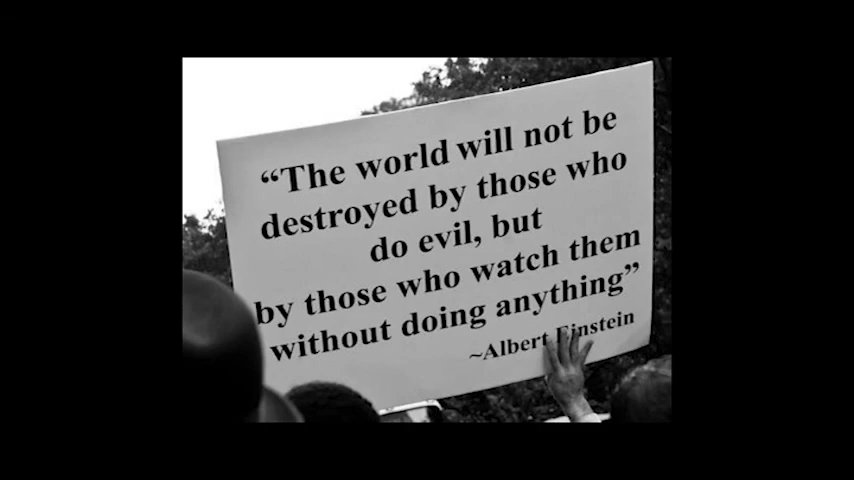 “The world will not be
destroyed by those who
do evil, but
by those who watch them
without doing anything”
~Albert Einstein